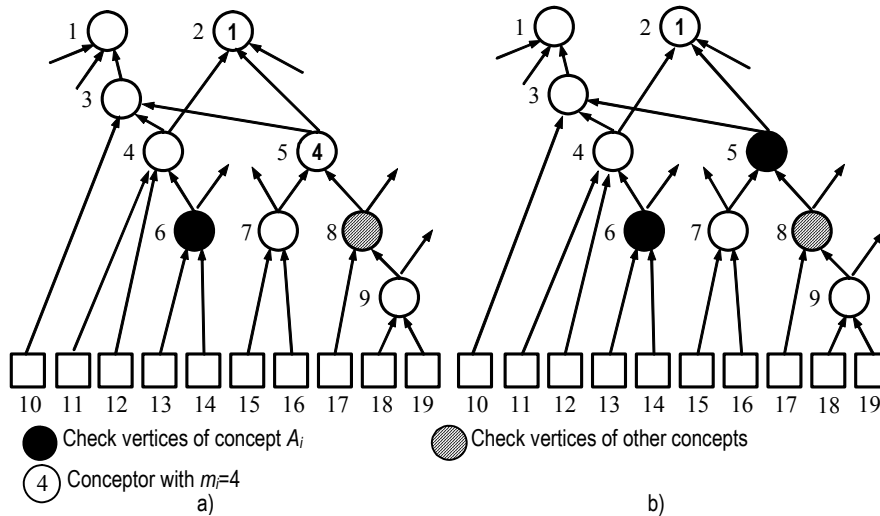 1 2 1 1 2 1
3 3
4 5 4 4 5
6 7 8 6 7 8
9 9
10 11 12 13 14 15 16 17 18 19 10 11 12 13 14 15 16 17 18 19
Check vertices of concept Ai Check vertices of other concepts
4 Conceptor with mi=4
a) b)